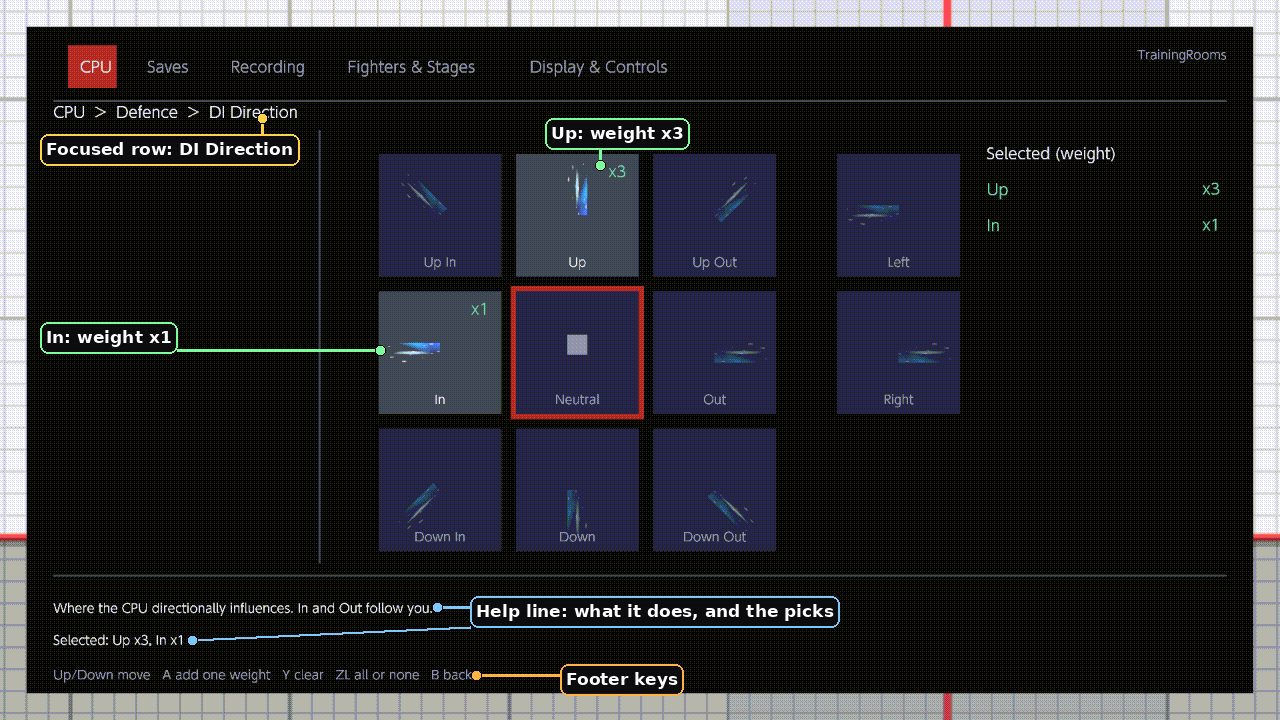 CPU Saves Recording Fighters & Stages Display & Controls TrainingRooms
CPU > Defence > DI Direction
Focused row: DI Direction
Up: weight x3
Selected (weight)
Up x3
In x1
x3
Up In Up Up Out Left
x1
In: weight x1
In Neutral Out Right
Down In Down Down Out
Where the CPU directionally influences. In and Out follow you.
Help line: what it does, and the picks
Selected: Up x3, In x1
Up/Down move A add one weight Y clear ZL all or none B back
Footer keys